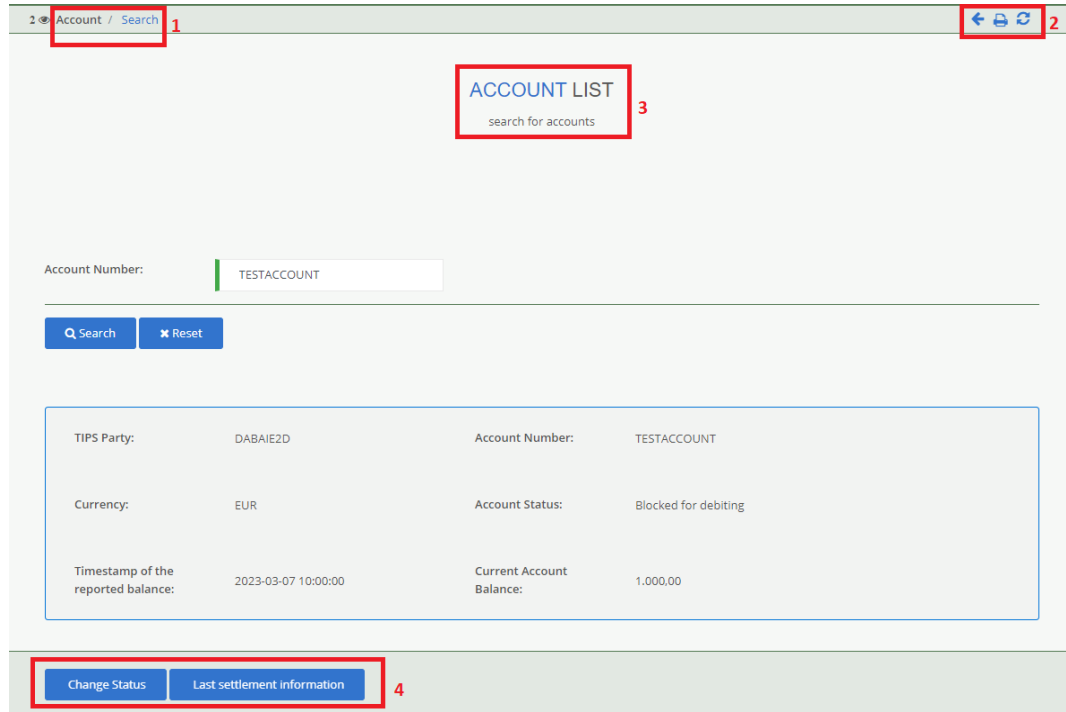 2 Account / Search 1
2
ACCOUNT LIST
search for accounts
3
Account Number: TESTACCOUNT
Search Reset
TIPS Party: DABAIE2D Account Number: TESTACCOUNT
Currency: EUR Account Status: Blocked for debiting
Timestamp of the
reported balance: 2023-03-07 10:00:00 Current Account
Balance: 1.000,00
Change Status Last settlement information 4